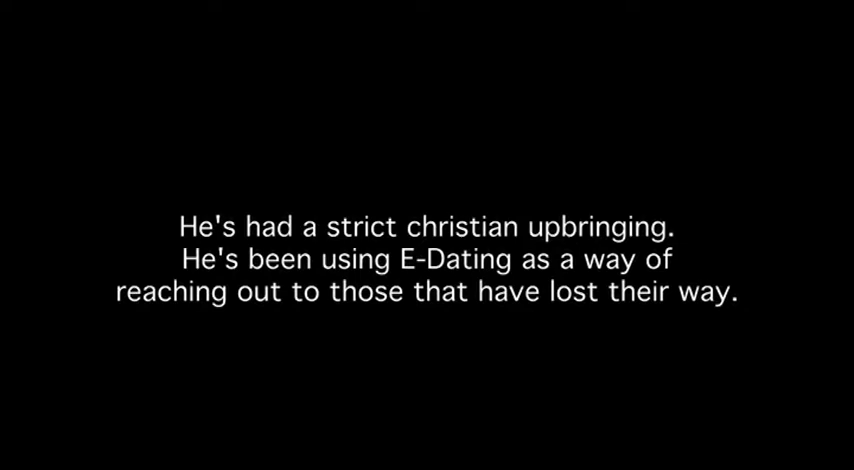 He's had a strict christian upbringing.
He's been using E-Dating as a way of
reaching out to those that have lost their way.